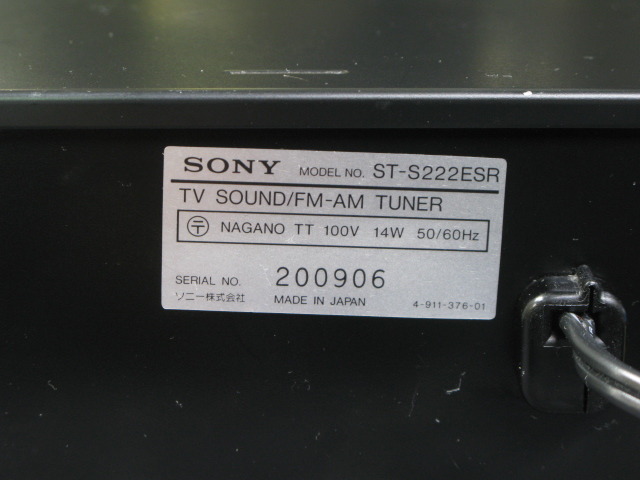 SONY MODEL NO. ST-S222ESR
TV SOUND/FM-AM TUNER
〶 NAGANO TT 100V 14W 50/60Hz
SERIAL NO. 200906
ソニー株式会社 MADE IN JAPAN 4-911-376-01